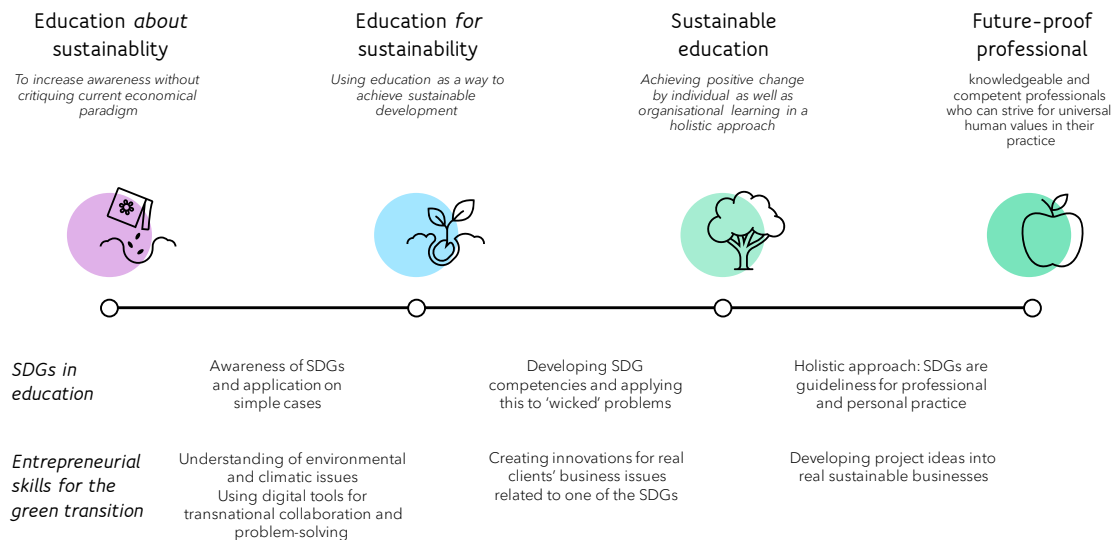 Education about
sustainablity
To increase awareness without
critiquing current economical
paradigm
Education for
sustainability
Using education as a way to
achieve sustainable
development
Sustainable
education
Achieving positive change
by individual as well as
organisational learning in a
holistic approach
Future-proof
professional
knowledgeable and
competent professionals
who can strive for universal
human values in their
practice
SDGs in
education
Awareness of SDGs
and application on
simple cases
Developing SDG
competencies and applying
this to ‘wicked’ problems
Holistic approach: SDGs are
guideliness for professional
and personal practice
Entrepreneurial
skills for the
green transition
Understanding of environmental
and climatic issues
Using digital tools for
transnational collaboration and
problem-solving
Creating innovations for real
clients’ business issues
related to one of the SDGs
Developing project ideas into
real sustainable businesses